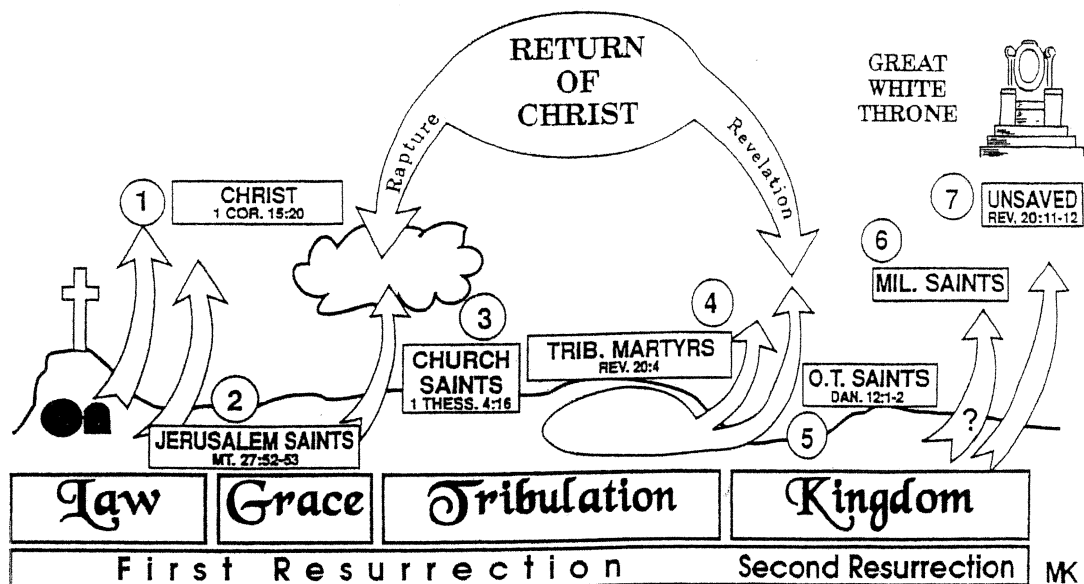 RETURN
OF
CHRIST
Rapture
Revelation
GREAT
WHITE
THRONE
1
CHRIST
1 COR. 15:20
7
UNSAVED
REV. 20:11-12
6
MIL. SAINTS
3
CHURCH
SAINTS
1 THESS. 4:16
4
TRIB. MARTYRS
REV. 20:4
O.T. SAINTS
DAN. 12:1-2
5
On
2
JERUSALEM SAINTS
MT. 27:52-53
?
Law
Grace
Tribulation
Kingdom
First Resurrection
Second Resurrection
MK